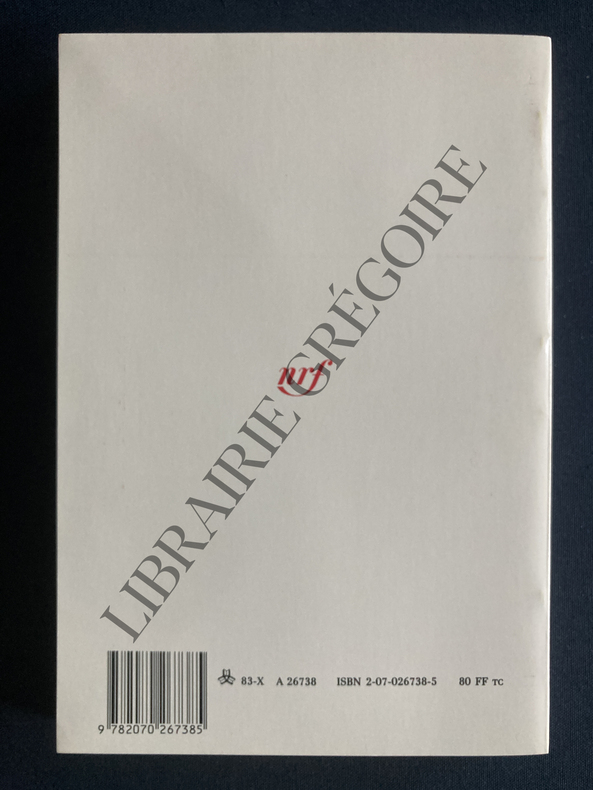 LIBRAIRIE GRÉGOIRE
nrf
83-X A 26738 ISBN 2-07-026738-5 80 FF TC
9 782070 267385